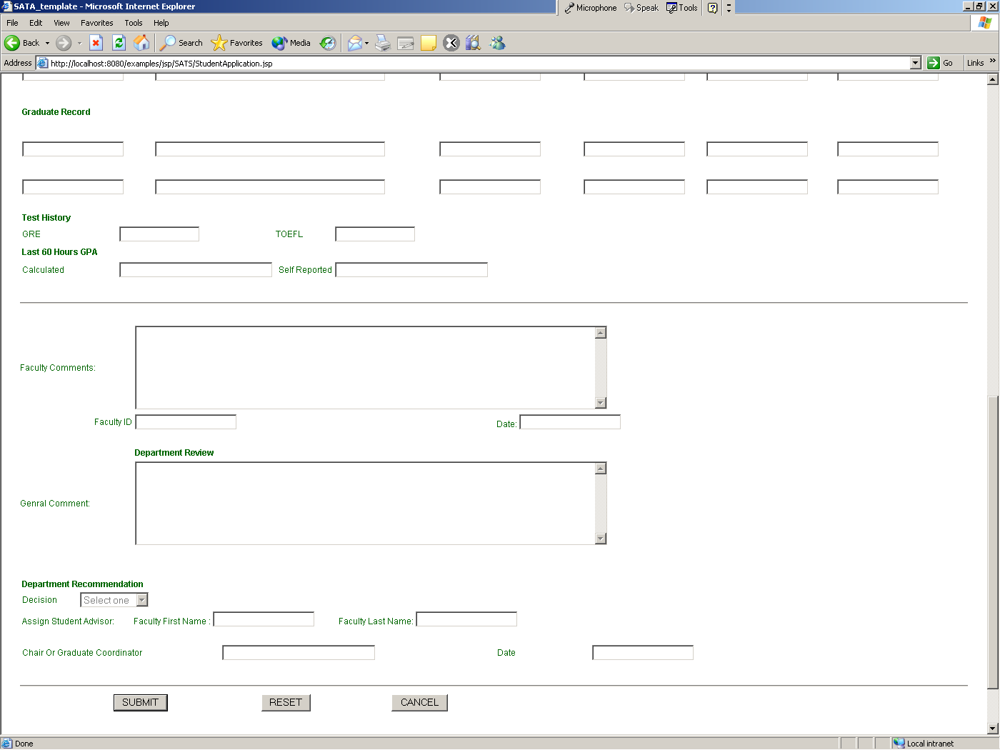 SATA_template - Microsoft Internet Explorer
Microphone Speak Tools
File Edit View Favorites Tools Help
Back Search Favorites Media
Address http://localhost:8080/examples/jsp/SATS/StudentApplication.jsp Go Links »
Graduate Record
Test History
GRE TOEFL
Last 60 Hours GPA
Calculated Self Reported
Faculty Comments:
Faculty ID Date:
Department Review
Genral Comment:
Department Recommendation
Decision Select one
Assign Student Advisor: Faculty First Name : Faculty Last Name:
Chair Or Graduate Coordinator Date
SUBMIT RESET CANCEL
Done Local intranet